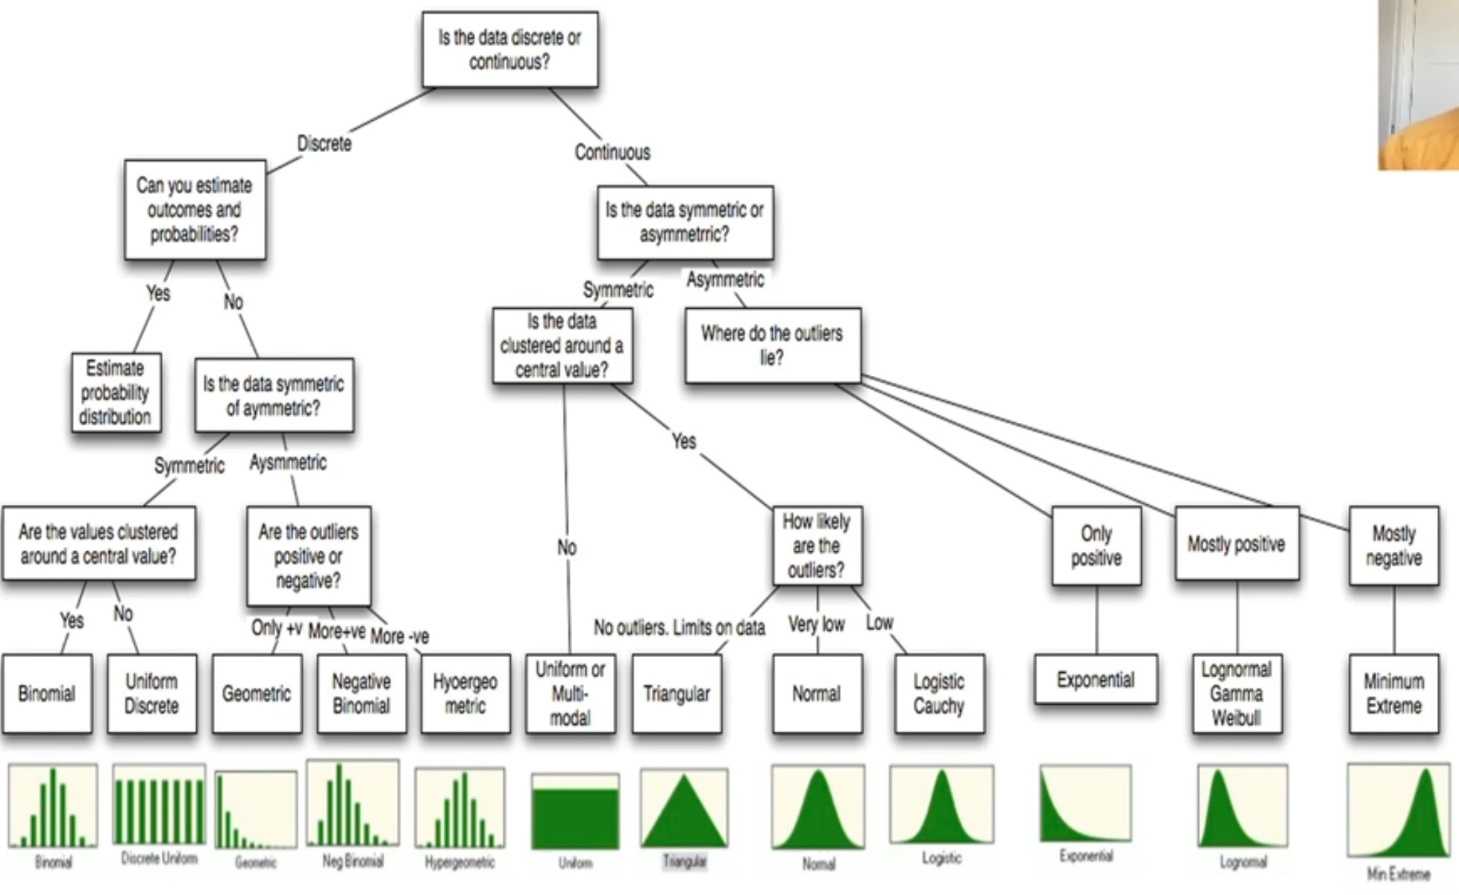 Is the data discrete or
continuous?
Discrete
Continuous
Can you estimate
outcomes and
probabilities?
Is the data symmetric or
asymmetrric?
Yes
No
Symmetric
Asymmetric
Estimate
probability
distribution
Is the data symmetric
of aymmetric?
Is the data
clustered around a
central value?
Where do the outliers
lie?
Symmetric
Aysmmetric
Yes
No
Are the values clustered
around a central value?
Are the outliers
positive or
negative?
How likely
are the
outliers?
Only
positive
Mostly positive
Mostly
negative
Yes
No
Only +v
More+ve
More -ve
No outliers. Limits on data
Very low
Low
Binomial
Uniform
Discrete
Geometric
Negative
Binomial
Hyoergeo
metric
Uniform or
Multi-
modal
Triangular
Normal
Logistic
Cauchy
Exponential
Lognormal
Gamma
Weibull
Minimum
Extreme
Binomial
Discrete Uniform
Geometric
Neg Binomial
Hypergeometric
Uniform
Triangular
Normal
Logistic
Exponential
Lognormal
Min Extreme